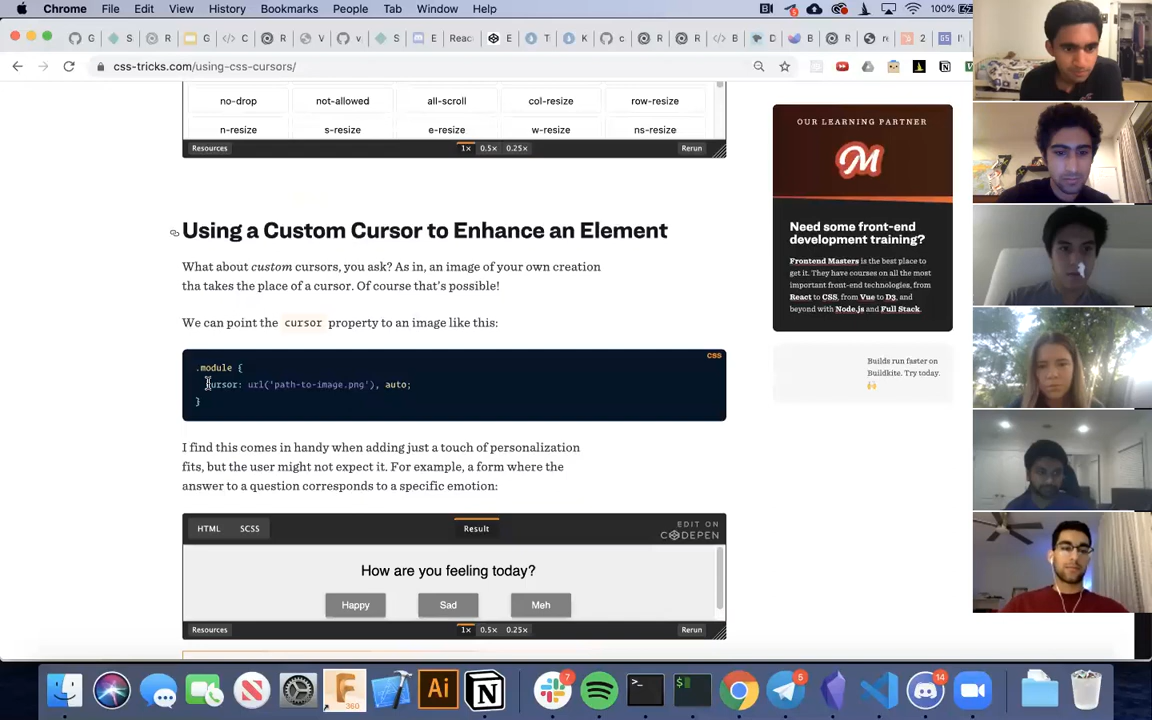 Chrome File Edit View History Bookmarks People Tab Window Help 100%
G S R V G C R V G v S E Reac E T K c R R B B re 2 I'
css-tricks.com/using-css-cursors/
no-drop not-allowed all-scroll col-resize row-resize
n-resize s-resize e-resize w-resize ns-resize
Resources 1× 0.5× 0.25× Rerun
OUR LEARNING PARTNER
M
Need some front-end
development training?
Frontend Masters is the best place to
get it. They have courses on all the most
important front-end technologies, from
React to CSS, from Vue to D3, and
beyond with Node.js and Full Stack.
Builds run faster on
Buildkite. Try today.
🙌
Using a Custom Cursor to Enhance an Element
What about custom cursors, you ask? As in, an image of your own creation
tha takes the place of a cursor. Of course that's possible!
We can point the cursor property to an image like this:
CSS
.module {
cursor: url('path-to-image.png'), auto;
}
I find this comes in handy when adding just a touch of personalization
fits, but the user might not expect it. For example, a form where the
answer to a question corresponds to a specific emotion:
HTML SCSS Result EDIT ON
CODEPEN
How are you feeling today?
Happy Sad Meh
Resources 1× 0.5× 0.25× Rerun
F 360 Ai N 7 >_ $ 5 14